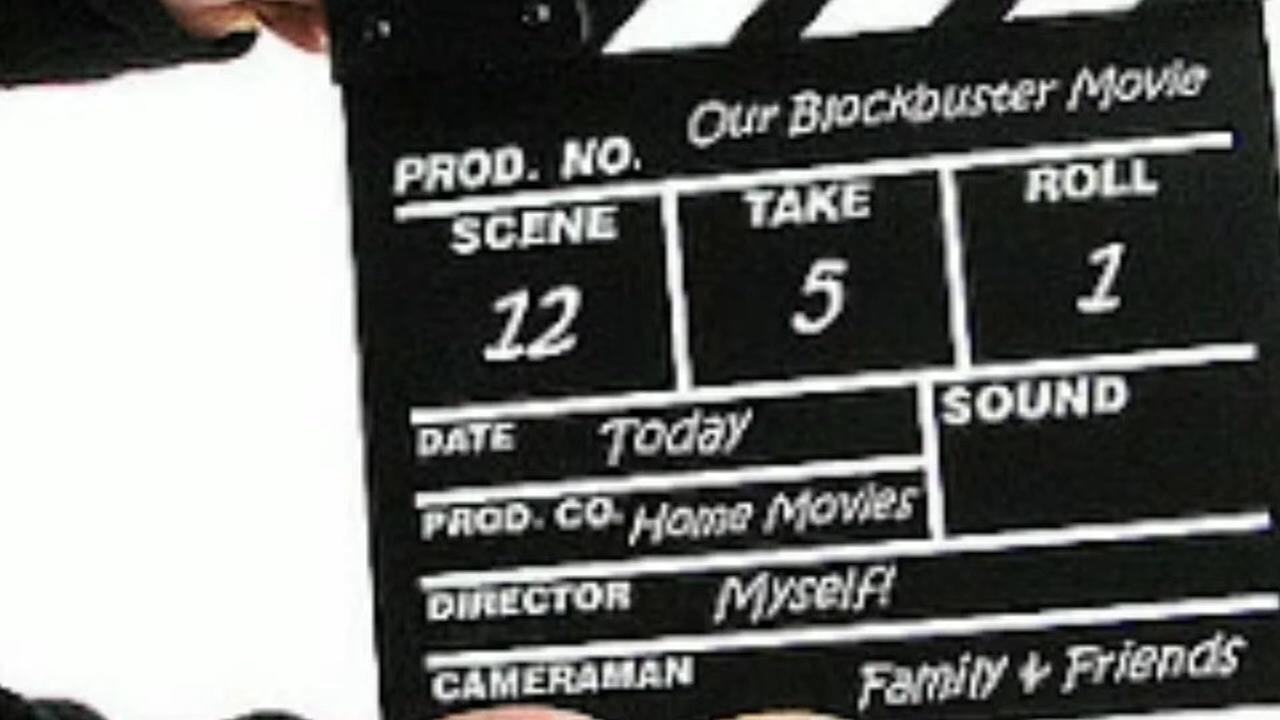 PROD. NO. Our Blockbuster Movie
SCENE TAKE ROLL
12 5 1
DATE Today SOUND
PROD. CO. Home Movies
DIRECTOR Myself!
CAMERAMAN Family & Friends